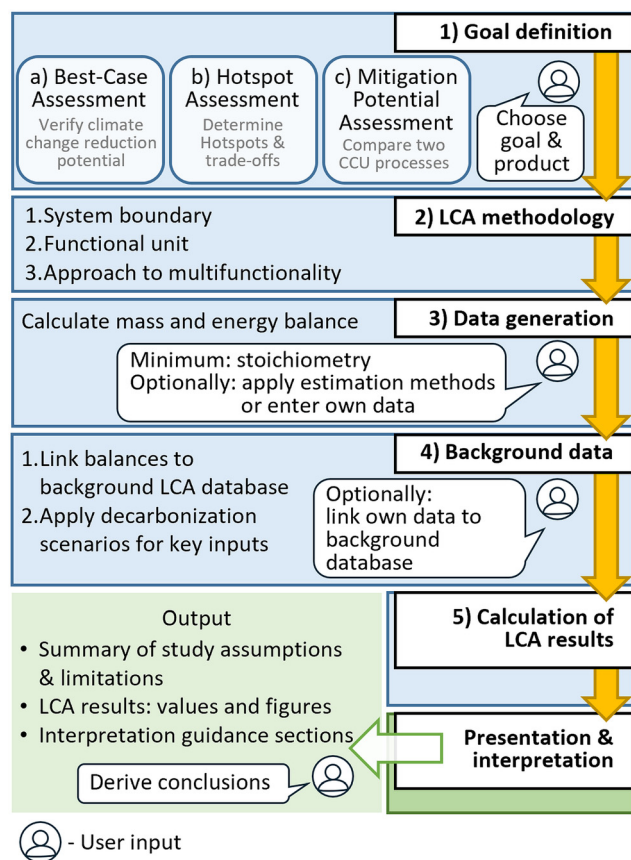 1) Goal definition
a) Best-Case
Assessment
Verify climate
change reduction
potential
b) Hotspot
Assessment
Determine
Hotspots &
trade-offs
c) Mitigation
Potential
Assessment
Compare two
CCU processes
Choose
goal &
product
2) LCA methodology
1.System boundary
2.Functional unit
3.Approach to multifunctionality
3) Data generation
Calculate mass and energy balance
Minimum: stoichiometry
Optionally: apply estimation methods
or enter own data
4) Background data
1.Link balances to
background LCA database
2.Apply decarbonization
scenarios for key inputs
Optionally:
link own data to
background
database
5) Calculation of
LCA results
Presentation &
interpretation
Output
• Summary of study assumptions
& limitations
• LCA results: values and figures
• Interpretation guidance sections
Derive conclusions
- User input